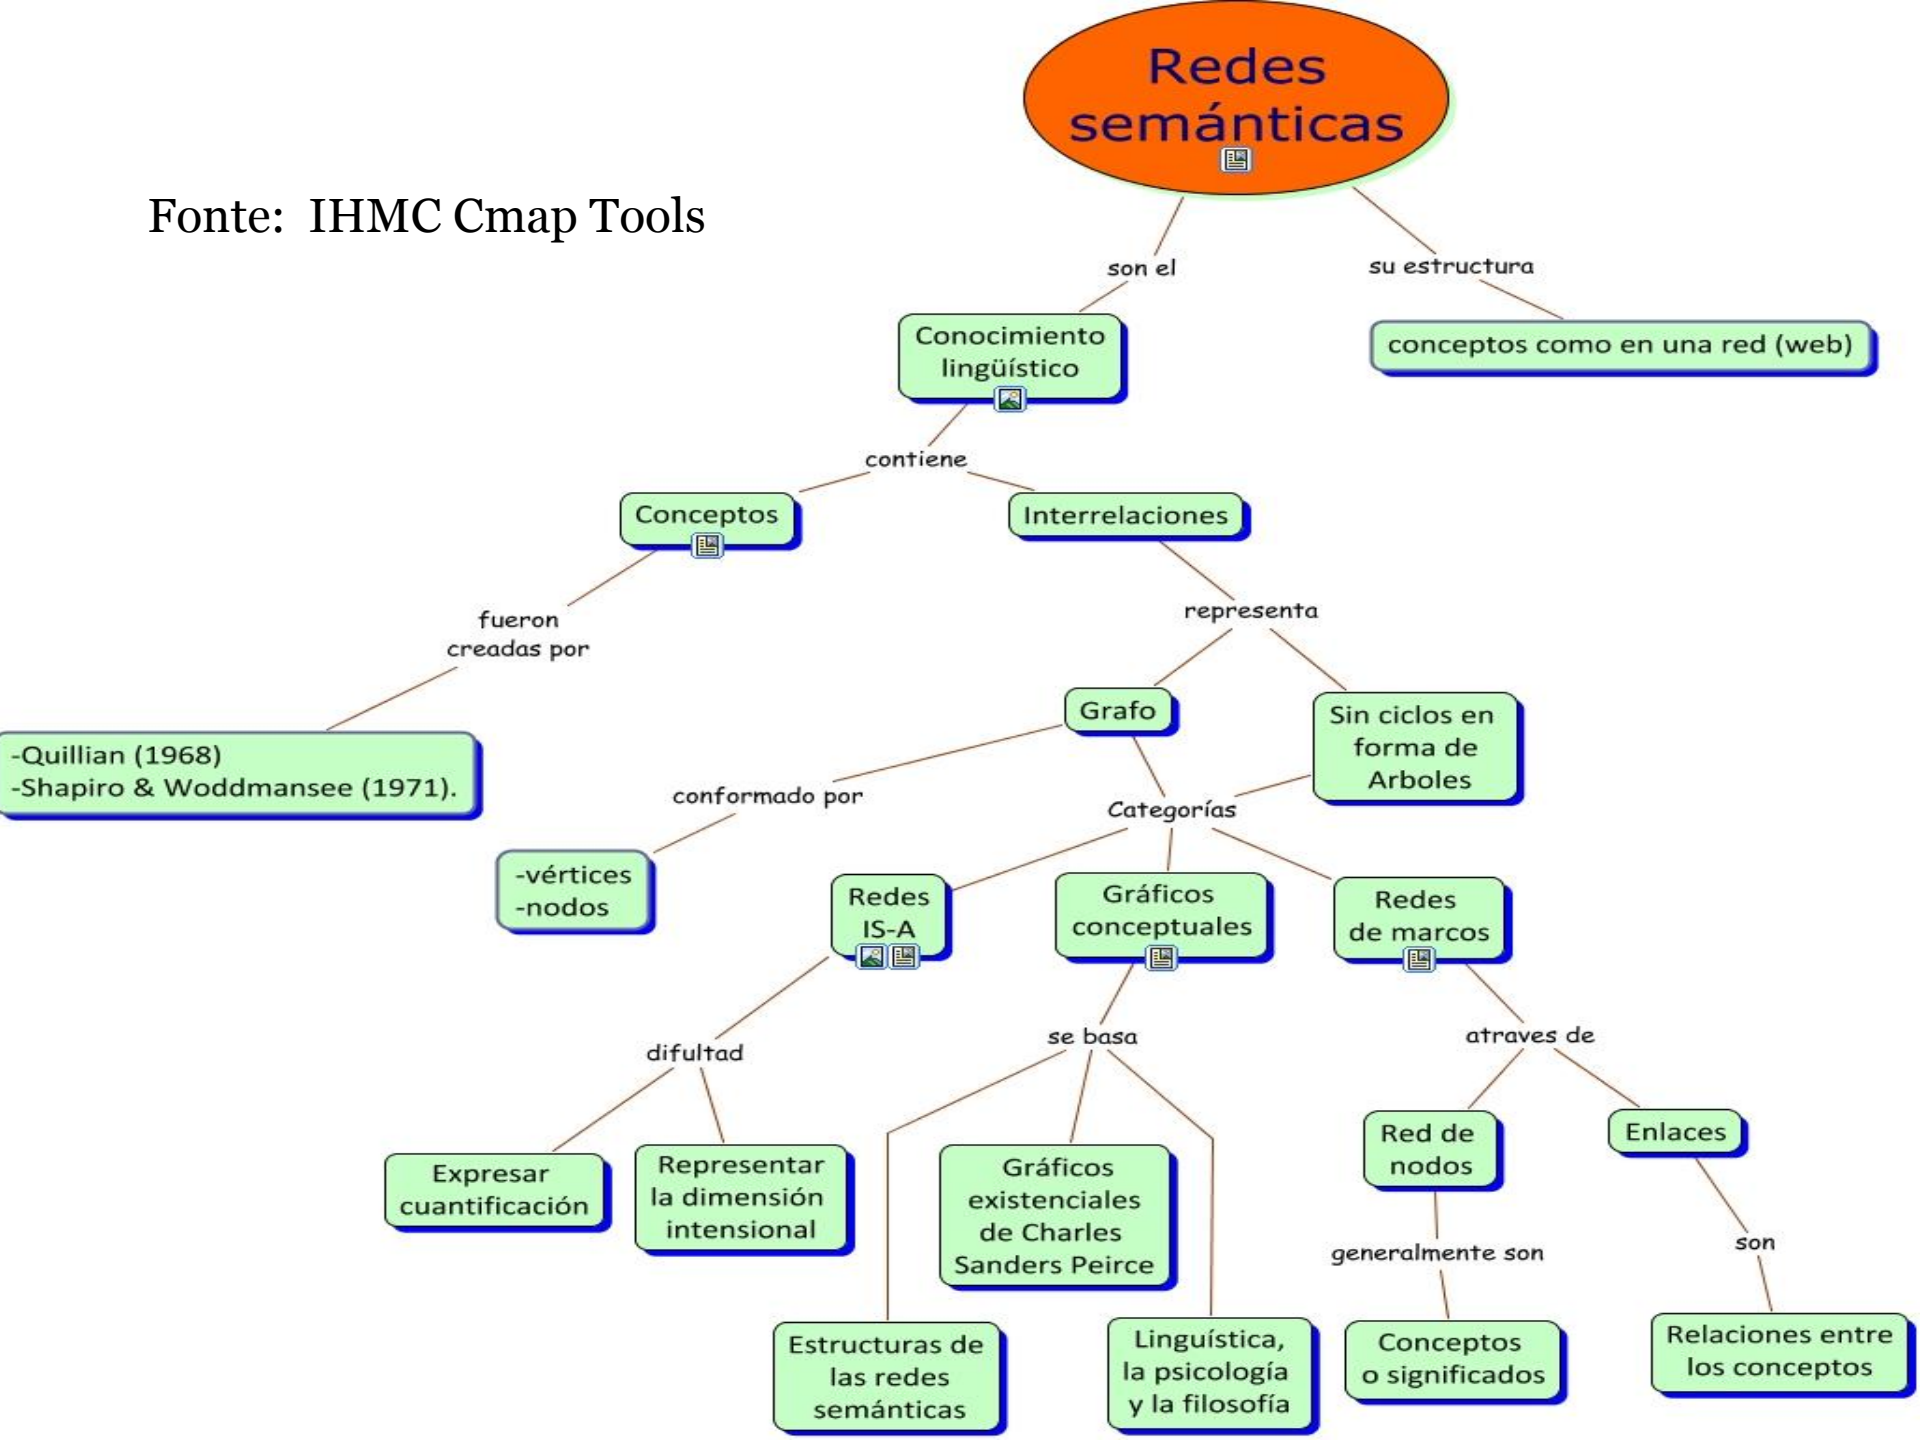 Redes
semánticas
Fonte:  IHMC Cmap Tools
son el
su estructura
Conocimiento
lingüístico
conceptos como en una red (web)
contiene
Conceptos
Interrelaciones
fueron
creadas por
representa
-Quillian (1968)
-Shapiro & Woddmansee (1971).
Grafo
Sin ciclos en
forma de
Arboles
conformado por
Categorías
-vértices
-nodos
Redes
IS-A
Gráficos
conceptuales
Redes
de marcos
difultad
se basa
atraves de
Expresar
cuantificación
Representar
la dimensión
intensional
Gráficos
existenciales
de Charles
Sanders Peirce
Red de
nodos
Enlaces
generalmente son
son
Estructuras de
las redes
semánticas
Linguística,
la psicología
y la filosofía
Conceptos
o significados
Relaciones entre
los conceptos